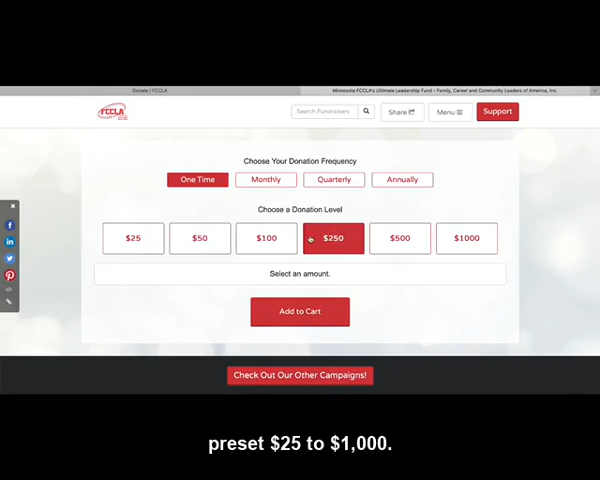 Donate | FCCLA
Minnesota FCCLA's Ultimate Leadership Fund - Family, Career and Community Leaders of America, Inc.
FCCLA
Search Fundraisers
Share
Menu
Support
Choose Your Donation Frequency
One Time
Monthly
Quarterly
Annually
Choose a Donation Level
$25
$50
$100
$250
$500
$1000
Select an amount.
Add to Cart
Check Out Our Other Campaigns!
preset $25 to $1,000.